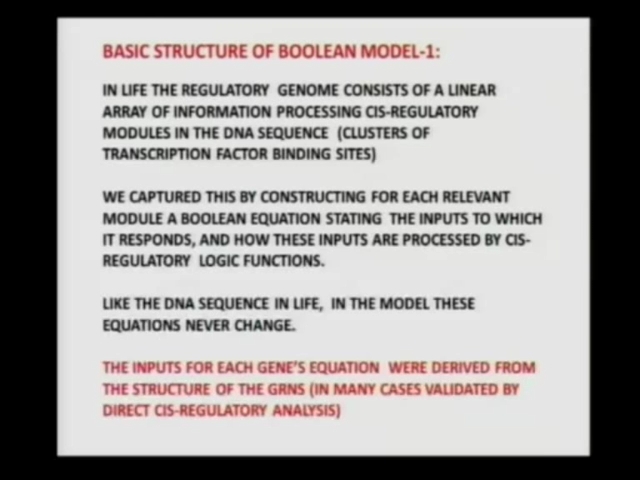 BASIC STRUCTURE OF BOOLEAN MODEL-1:
IN LIFE THE REGULATORY GENOME CONSISTS OF A LINEAR
ARRAY OF INFORMATION PROCESSING CIS-REGULATORY
MODULES IN THE DNA SEQUENCE (CLUSTERS OF
TRANSCRIPTION FACTOR BINDING SITES)
WE CAPTURED THIS BY CONSTRUCTING FOR EACH RELEVANT
MODULE A BOOLEAN EQUATION STATING THE INPUTS TO WHICH
IT RESPONDS, AND HOW THESE INPUTS ARE PROCESSED BY CIS-
REGULATORY LOGIC FUNCTIONS.
LIKE THE DNA SEQUENCE IN LIFE, IN THE MODEL THESE
EQUATIONS NEVER CHANGE.
THE INPUTS FOR EACH GENE'S EQUATION WERE DERIVED FROM
THE STRUCTURE OF THE GRNS (IN MANY CASES VALIDATED BY
DIRECT CIS-REGULATORY ANALYSIS)